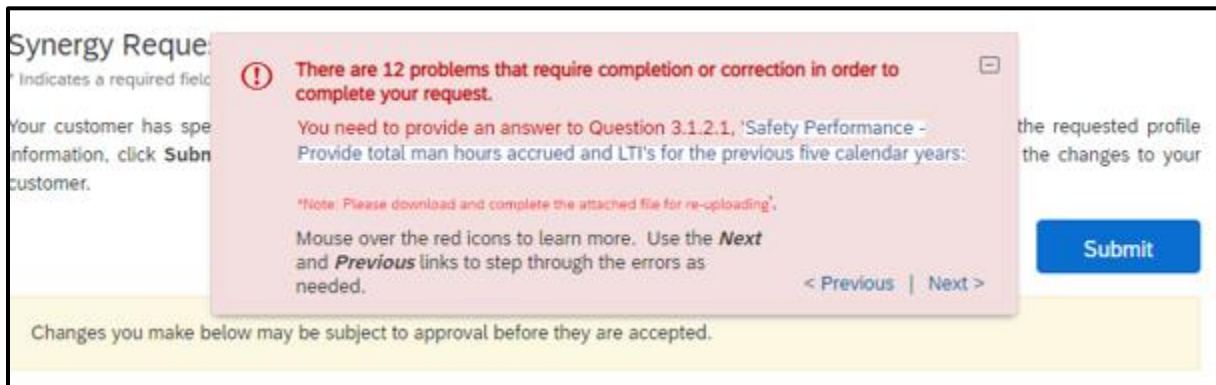 Synergy Reque
* Indicates a required field
Your customer has spe
the requested profile
information, click Subm
the changes to your
customer.
There are 12 problems that require completion or correction in order to
complete your request.
You need to provide an answer to Question 3.1.2.1, 'Safety Performance -
Provide total man hours accrued and LTI's for the previous five calendar years:
*Note: Please download and complete the attached file for re-uploading'.
Mouse over the red icons to learn more. Use the Next
and Previous links to step through the errors as
needed.
< Previous | Next >
Submit
Changes you make below may be subject to approval before they are accepted.